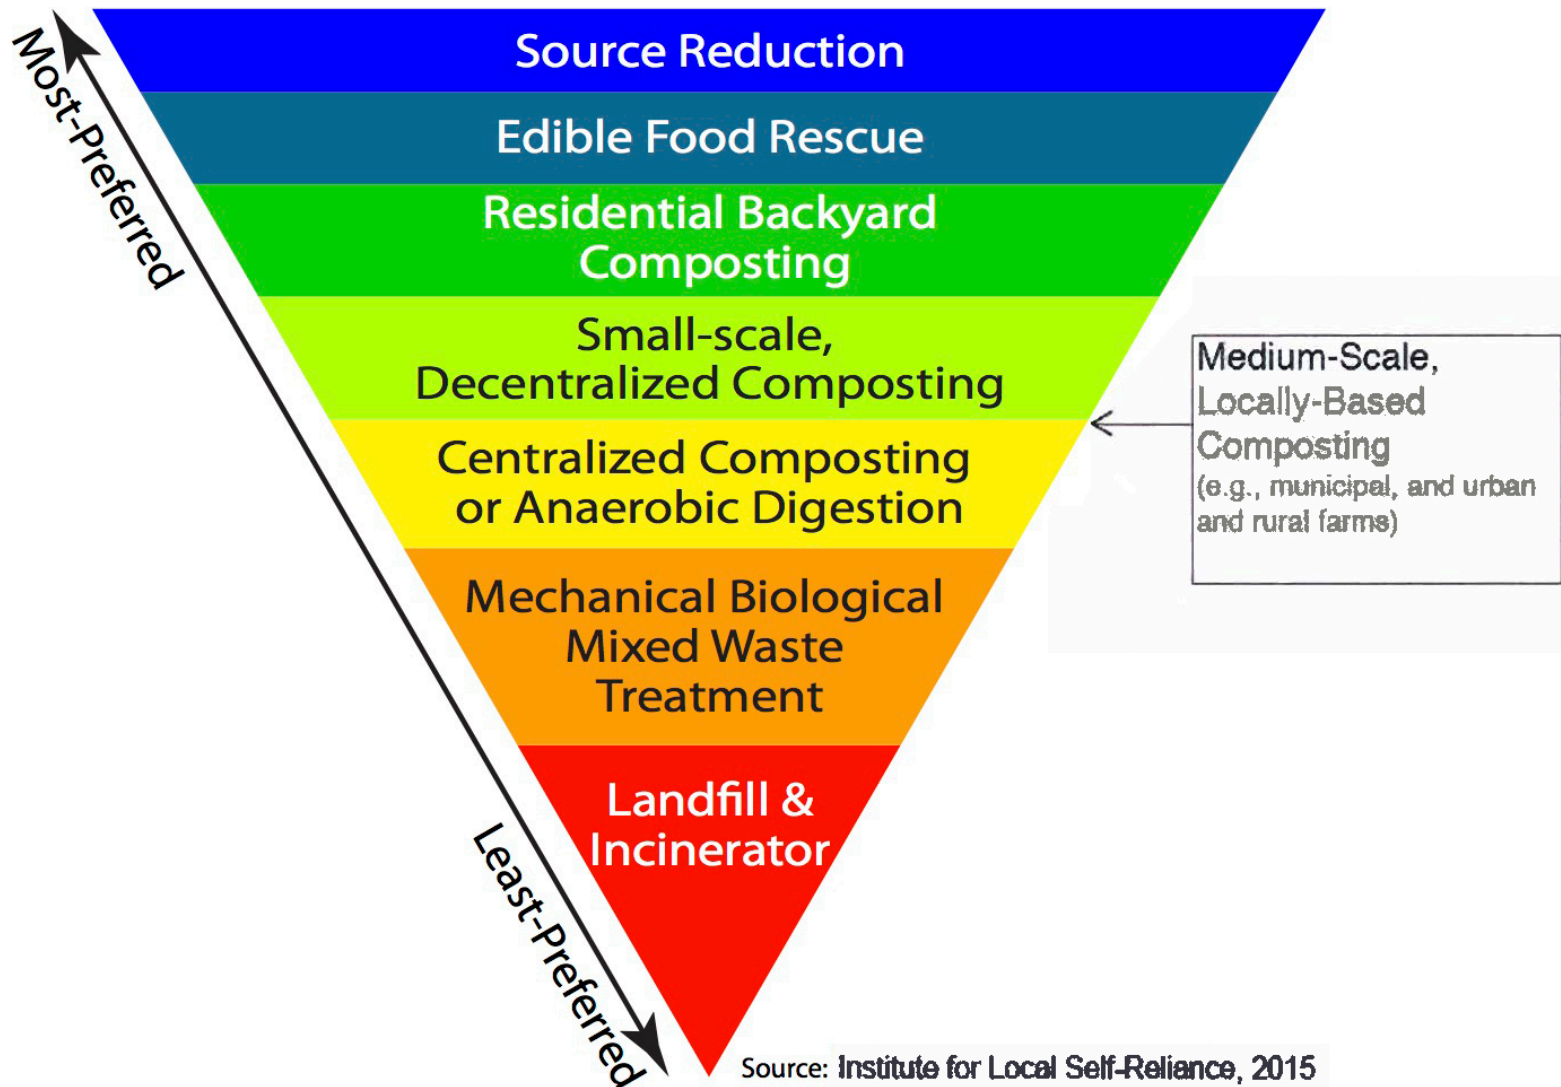 Most-Preferred
Source Reduction
Edible Food Rescue
Residential Backyard
Composting
Small-scale,
Decentralized Composting
Medium-Scale,
Locally-Based
Composting
(e.g., municipal, and urban
and rural farms)
Centralized Composting
or Anaerobic Digestion
Mechanical Biological
Mixed Waste
Treatment
Landfill &
Incinerator
Least-Preferred
Source: Institute for Local Self-Reliance, 2015